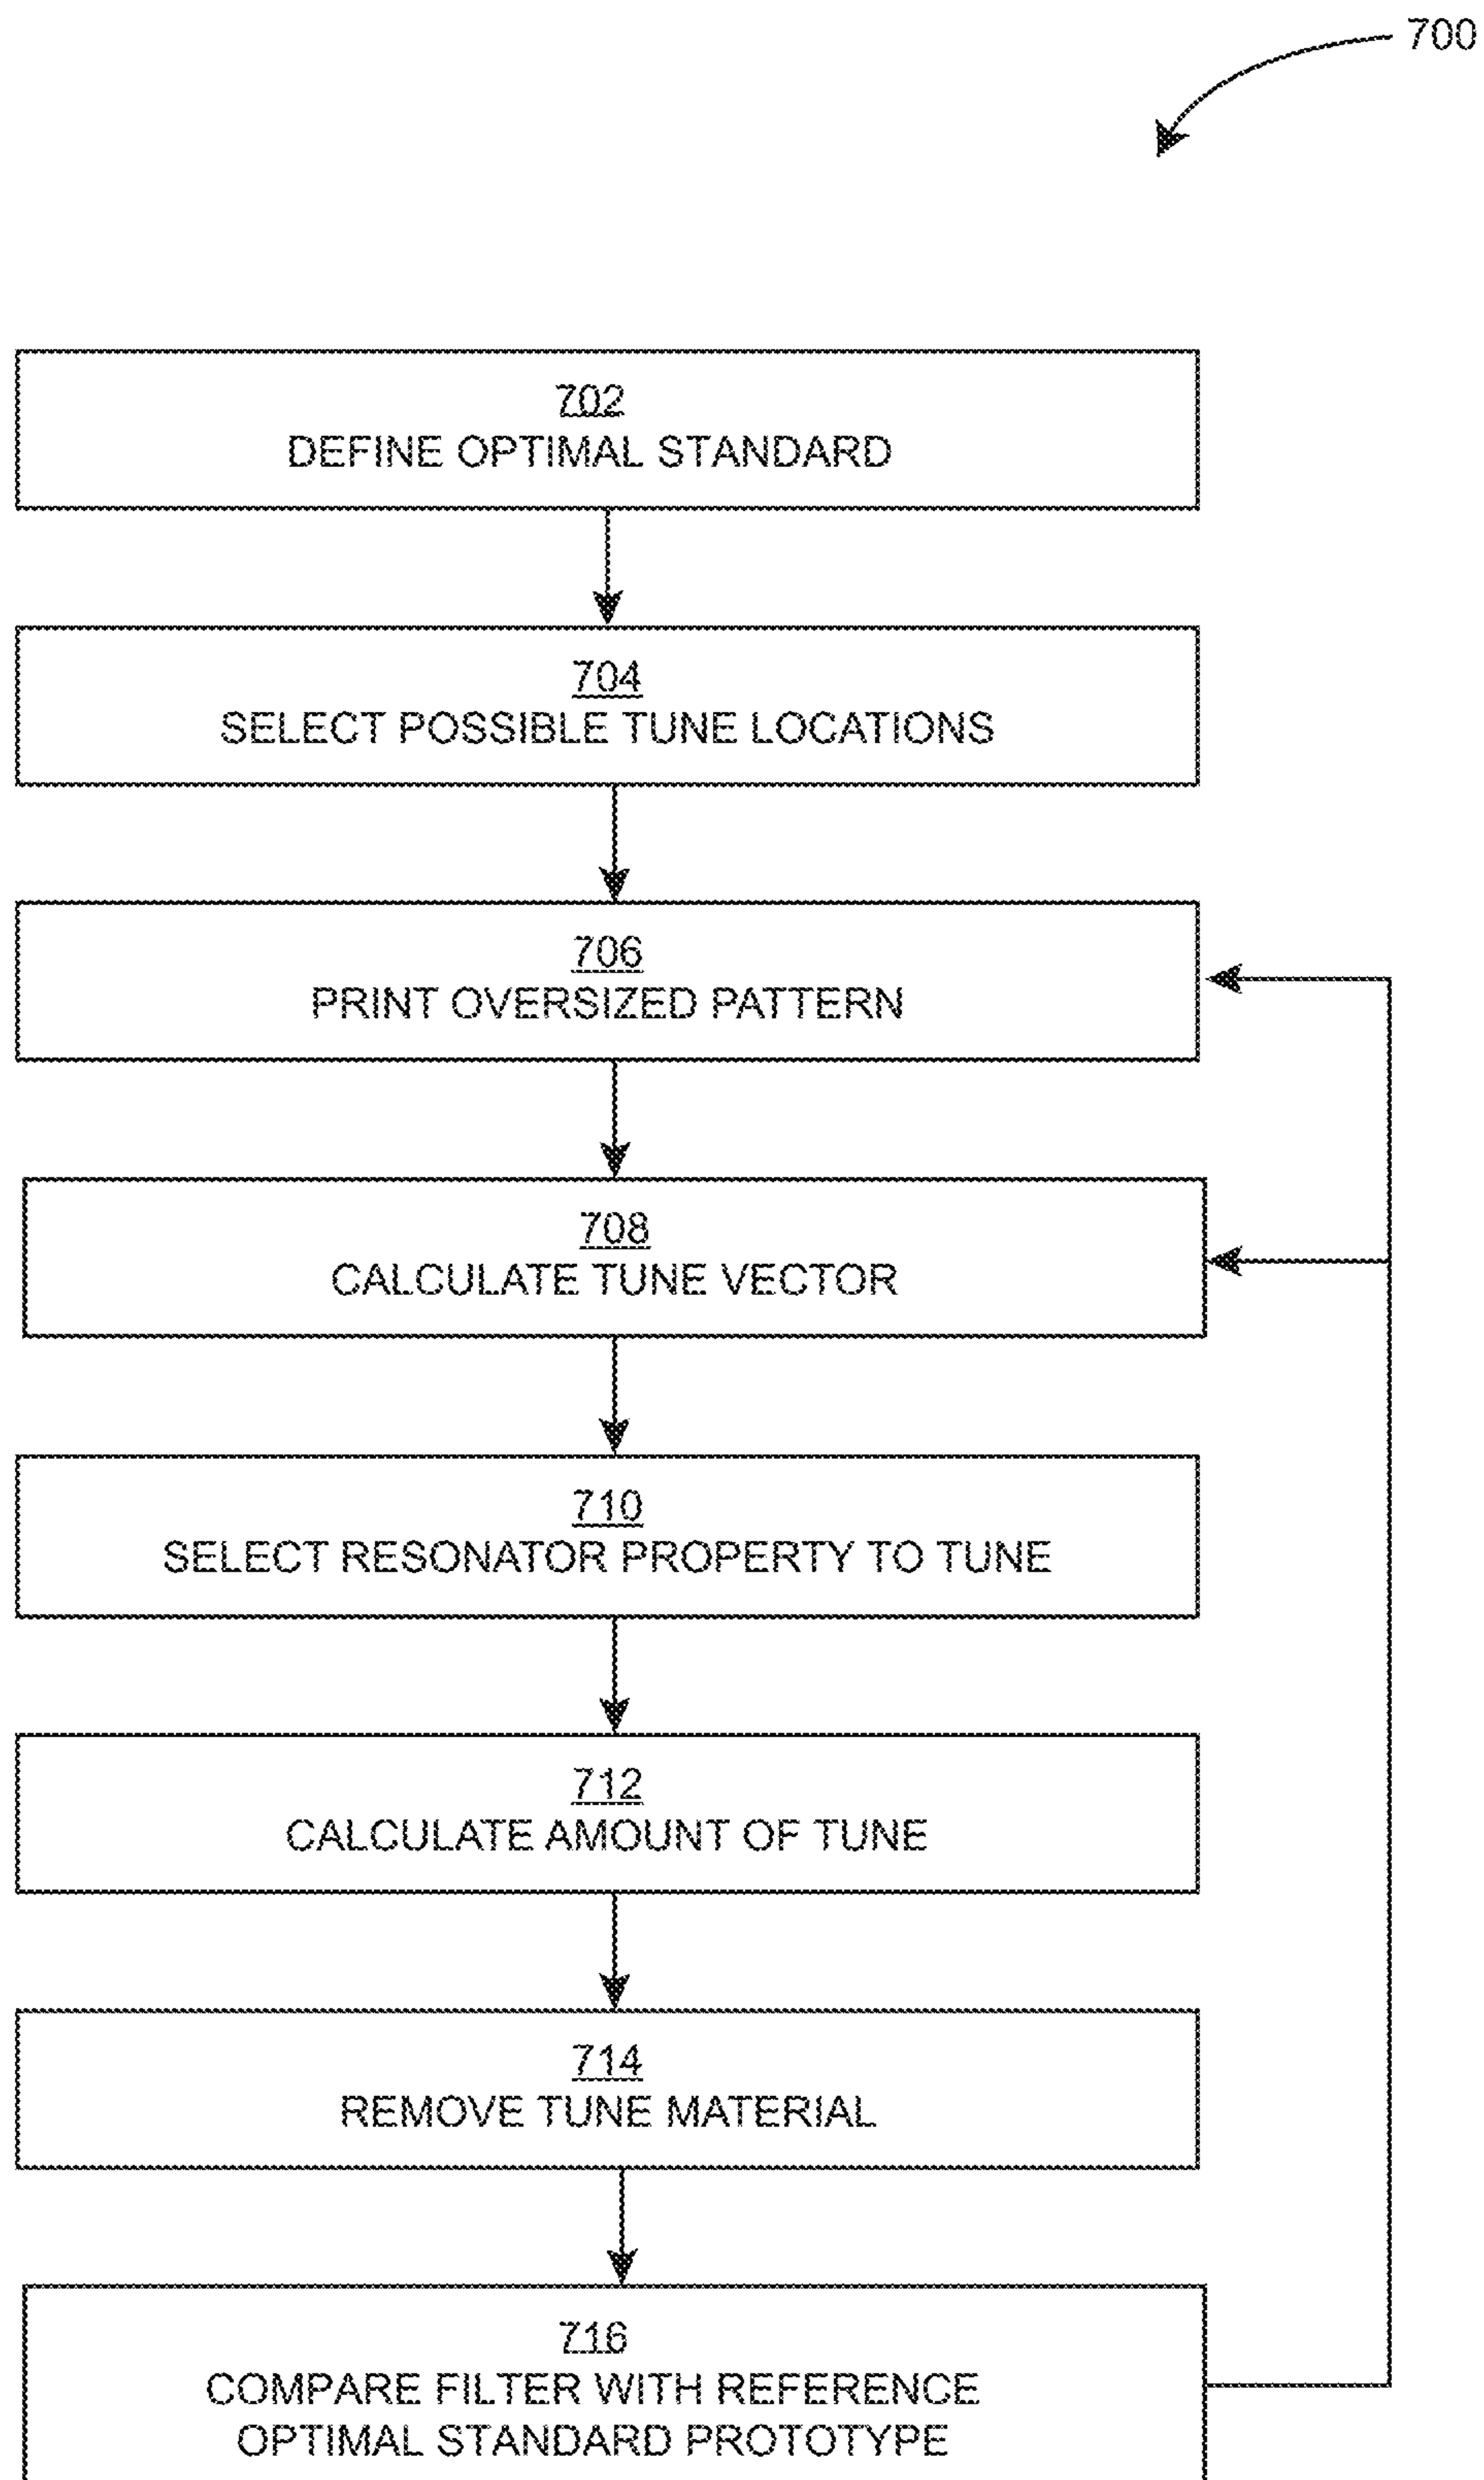 700
702
DEFINE OPTIMAL STANDARD
704
SELECT POSSIBLE TUNE LOCATIONS
706
PRINT OVERSIZED PATTERN
708
CALCULATE TUNE VECTOR
710
SELECT RESONATOR PROPERTY TO TUNE
712
CALCULATE AMOUNT OF TUNE
714
REMOVE TUNE MATERIAL
716
COMPARE FILTER WITH REFERENCE
OPTIMAL STANDARD PROTOTYPE